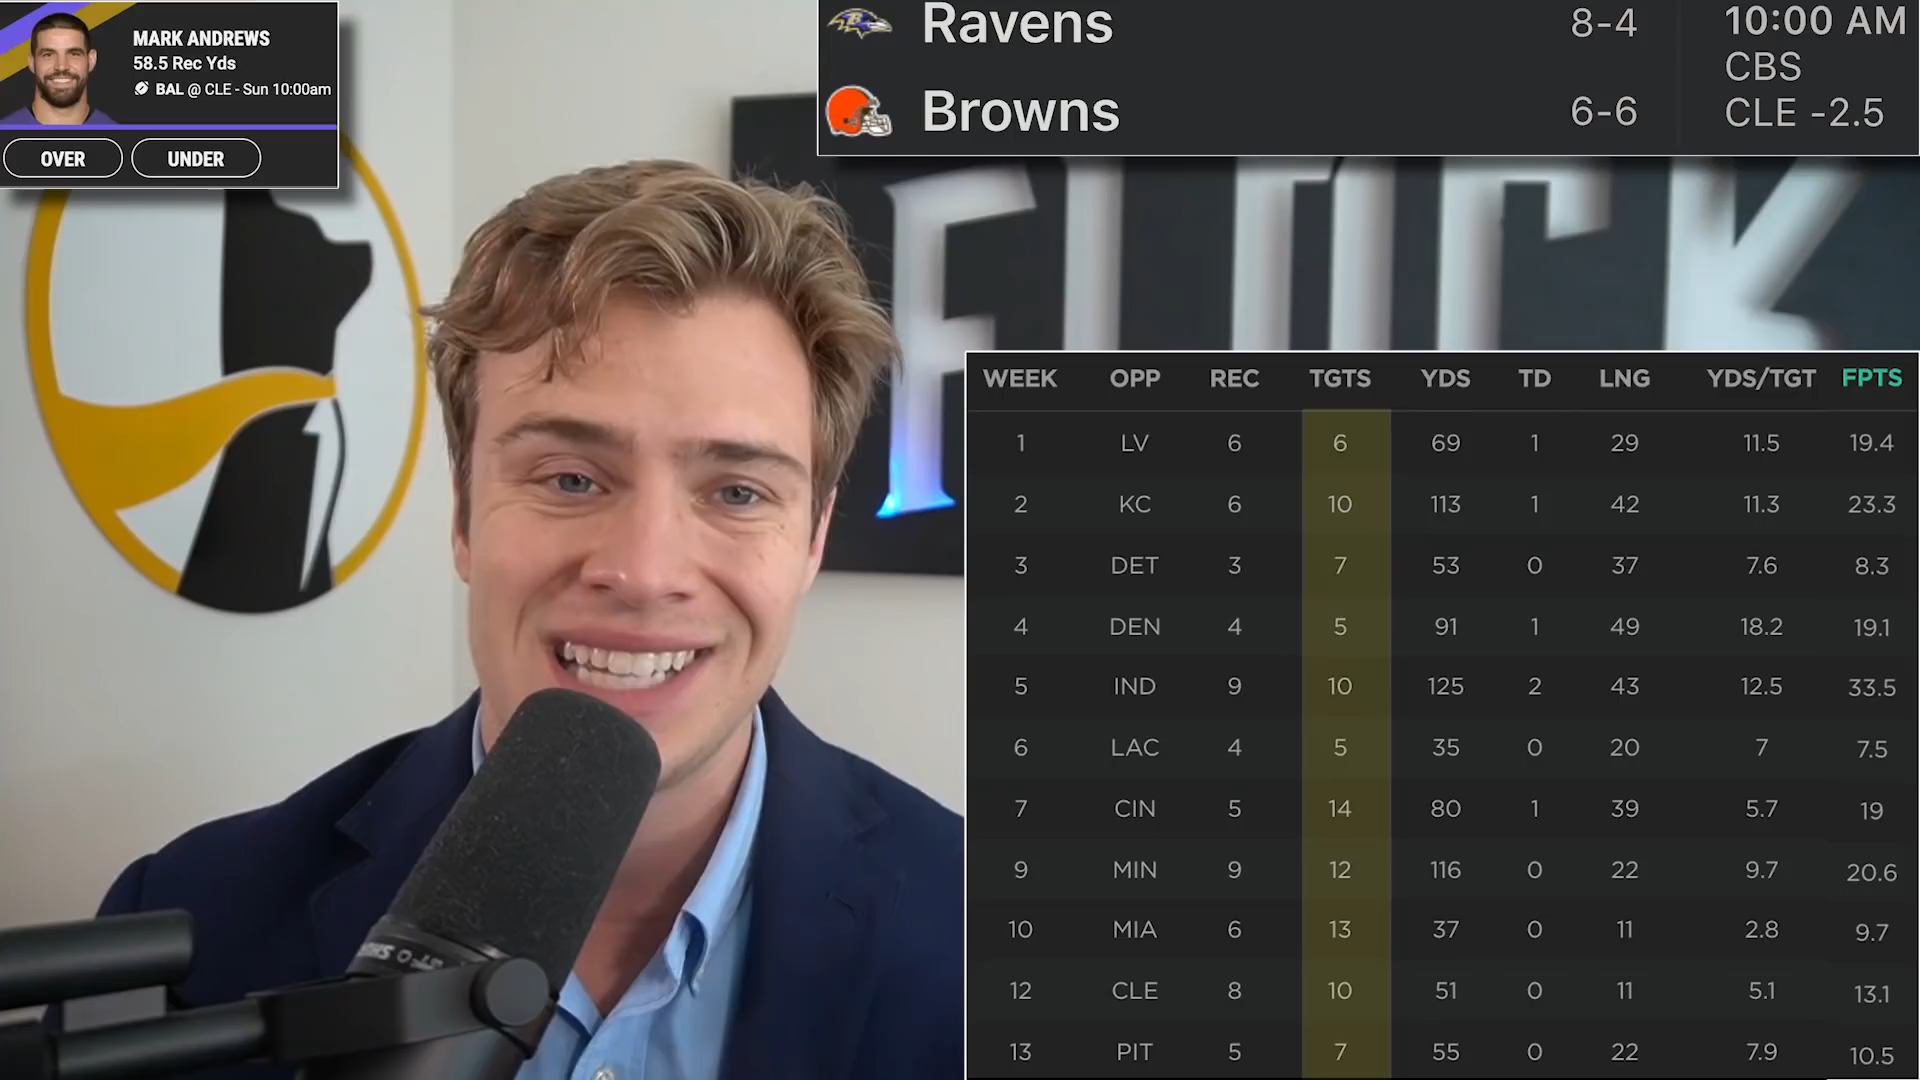 MARK ANDREWS
58.5 Rec Yds
BAL @ CLE - Sun 10:00am
OVER UNDER
Ravens 8-4 10:00 AM
CBS
Browns 6-6 CLE -2.5
FLOCK
WEEK OPP REC TGTS YDS TD LNG YDS/TGT FPTS
1 LV 6 6 69 1 29 11.5 19.4
2 KC 6 10 113 1 42 11.3 23.3
3 DET 3 7 53 0 37 7.6 8.3
4 DEN 4 5 91 1 49 18.2 19.1
5 IND 9 10 125 2 43 12.5 33.5
6 LAC 4 5 35 0 20 7 7.5
7 CIN 5 14 80 1 39 5.7 19
9 MIN 9 12 116 0 22 9.7 20.6
10 MIA 6 13 37 0 11 2.8 9.7
12 CLE 8 10 51 0 11 5.1 13.1
13 PIT 5 7 55 0 22 7.9 10.5